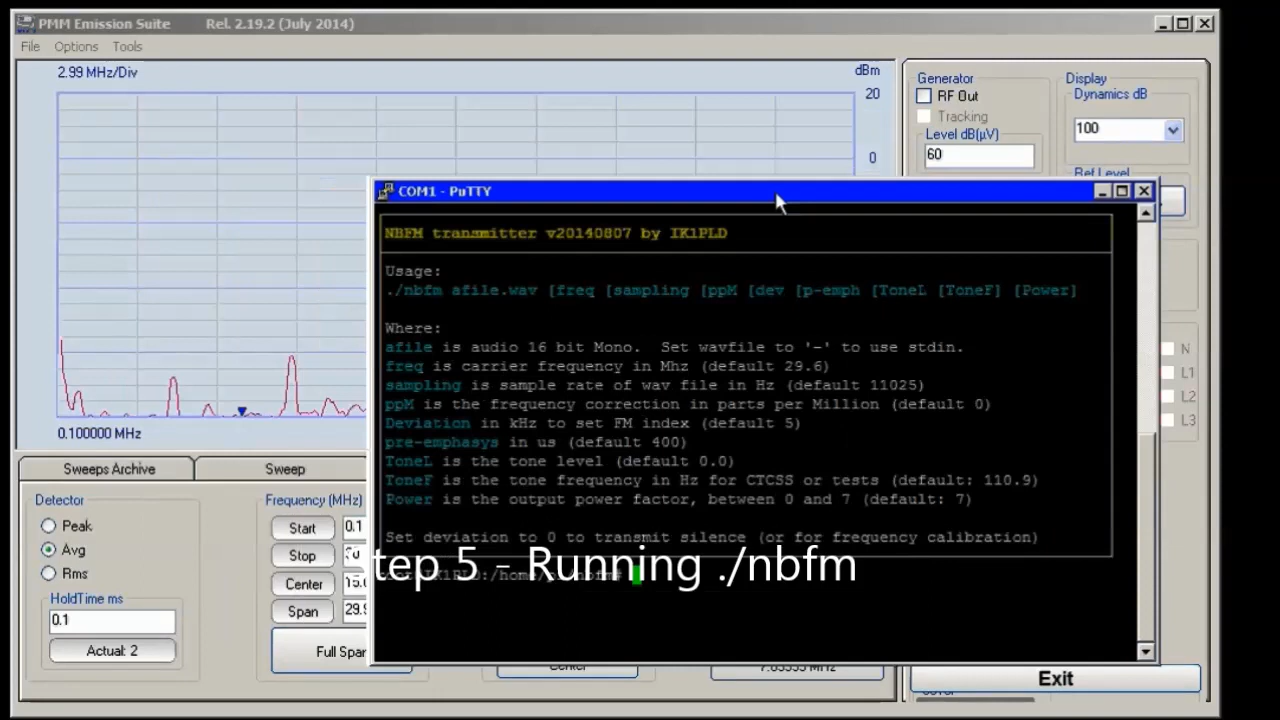 PMM Emission Suite Rel. 2.19.2 (July 2014)
File Options Tools
2.99 MHz/Div
dBm
20
0
0.100000 MHz
Generator
RF Out
Tracking
Level dB(µV)
60
Display
Dynamics dB
100
Ref Level
N
L1
L2
L3
COM1 - PuTTY
NBFM transmitter v20140807 by IK1PLD
Usage:
./nbfm afile.wav [freq [sampling [ppM [dev [p-emph [ToneL [ToneF] [Power]
Where:
afile is audio 16 bit Mono. Set wavfile to '-' to use stdin.
freq is carrier frequency in Mhz (default 29.6)
sampling is sample rate of wav file in Hz (default 11025)
ppM is the frequency correction in parts per Million (default 0)
Deviation in kHz to set FM index (default 5)
pre-emphasys in us (default 400)
ToneL is the tone level (default 0.0)
ToneF is the tone frequency in Hz for CTCSS or tests (default: 110.9)
Power is the output power factor, between 0 and 7 (default: 7)
Set deviation to 0 to transmit silence (or for frequency calibration)
tep 5 - Running ./nbfm
Sweeps Archive
Sweep
Detector
Peak
Avg
Rms
HoldTime ms
0.1
Actual: 2
Frequency (MHz)
Start 0.1
Stop
Center 15.0
Span 29.9
Full Spar
Center
Exit